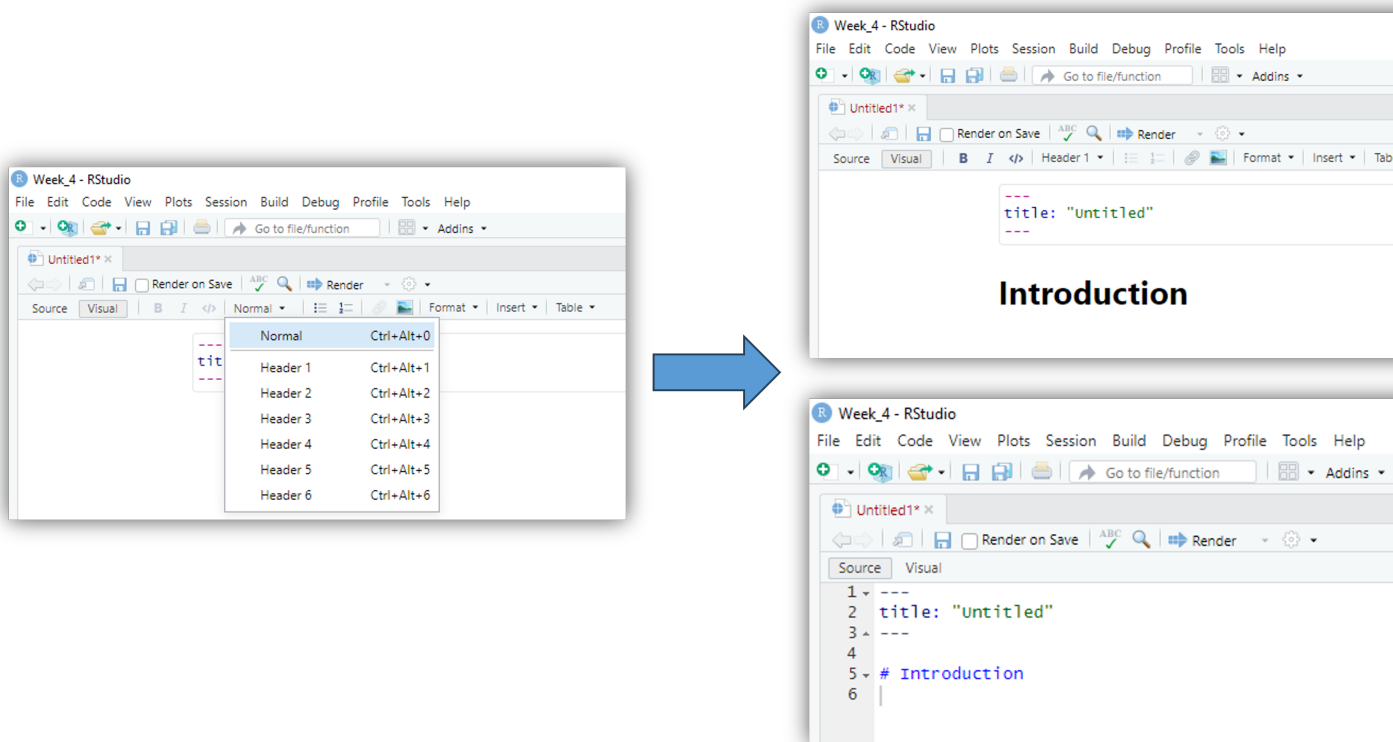 R Week_4 - RStudio
File Edit Code View Plots Session Build Debug Profile Tools Help
R Go to file/function Addins
Untitled1*
Render on Save ABC Render
Source Visual B I </> Normal Format Insert Table
---
tit
---
Normal Ctrl+Alt+0
Header 1 Ctrl+Alt+1
Header 2 Ctrl+Alt+2
Header 3 Ctrl+Alt+3
Header 4 Ctrl+Alt+4
Header 5 Ctrl+Alt+5
Header 6 Ctrl+Alt+6
R Week_4 - RStudio
File Edit Code View Plots Session Build Debug Profile Tools Help
R Go to file/function Addins
Untitled1*
Render on Save ABC Render
Source Visual B I </> Header 1 Format Insert Tab
---
title: "Untitled"
---
Introduction
R Week_4 - RStudio
File Edit Code View Plots Session Build Debug Profile Tools Help
R Go to file/function Addins
Untitled1*
Render on Save ABC Render
Source Visual
1 ---
2 title: "Untitled"
3 ---
4
5 # Introduction
6